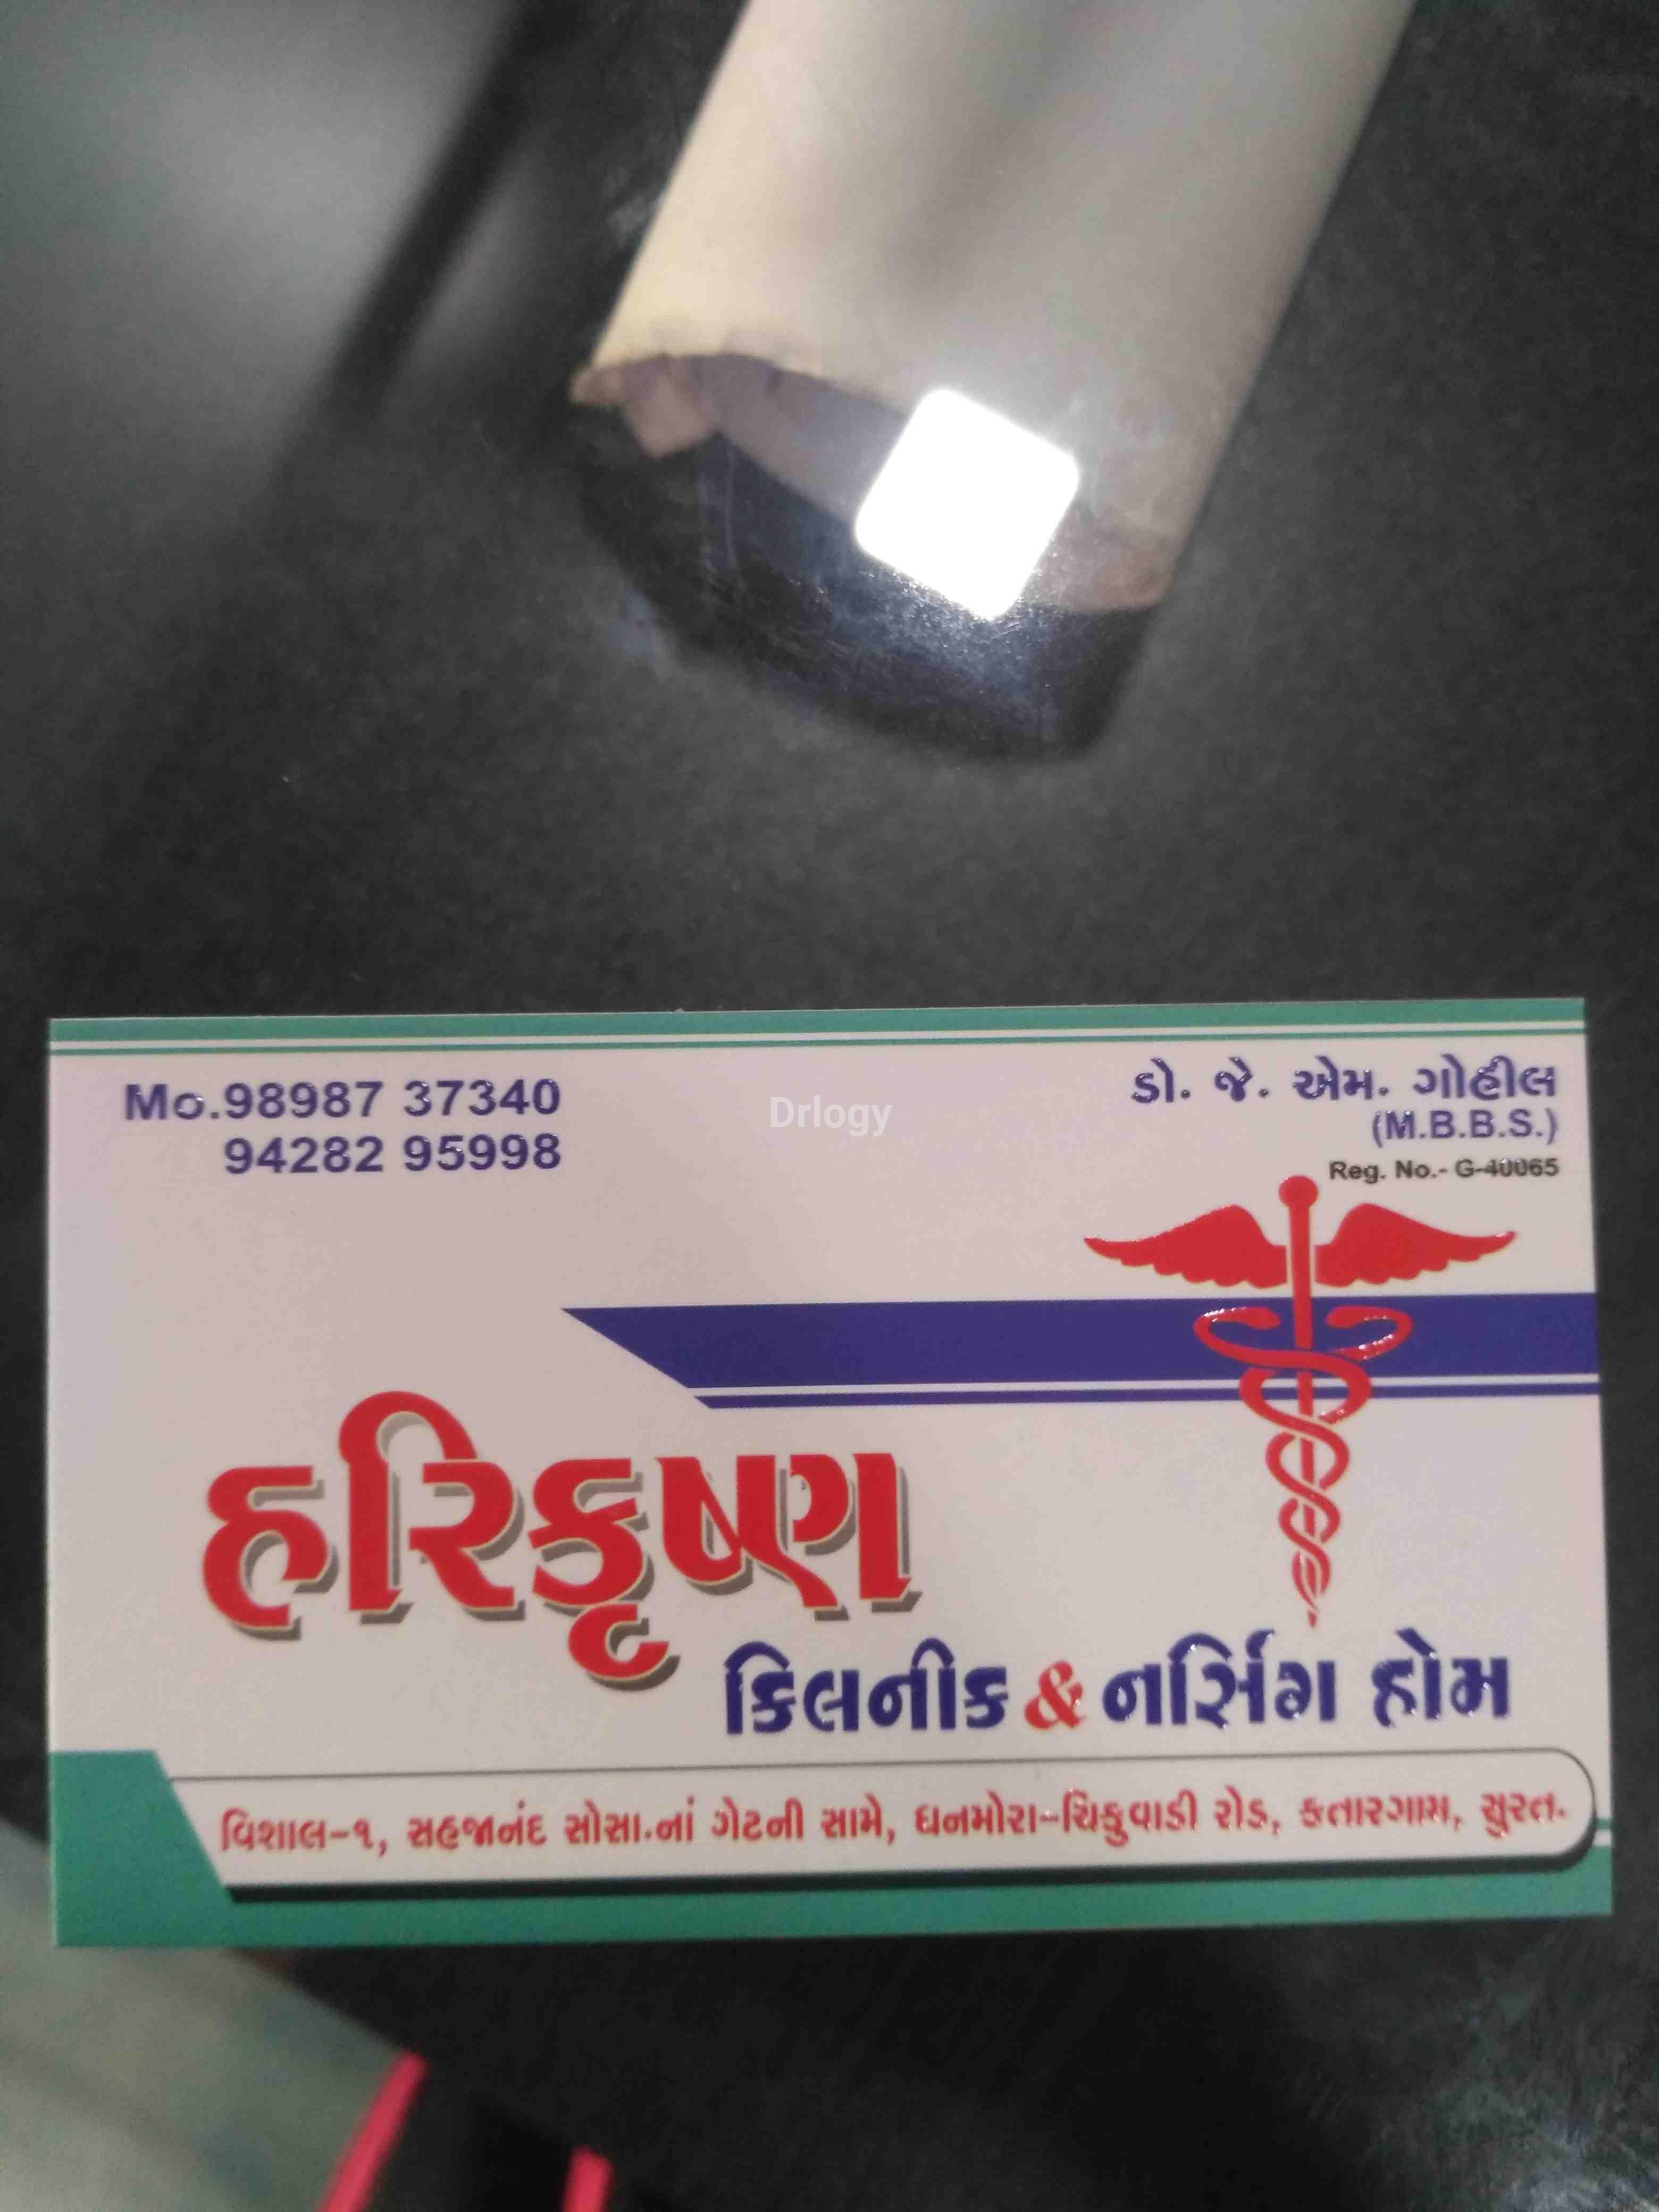 Mo.98987 37340
94282 95998
Drlogy
ડો. જે. એમ. ગોહીલ
(M.B.B.S.)
Reg. No.- G-40065
હરિકૃષ્ણ
કિલનીક & નર્સિંગ હોમ
વિશાલ-૧, સહજાનંદ સોસા.નાં ગેટની સામે, ધનમોરા-ચિકુવાડી રોડ, કતારગામ, સુરત.